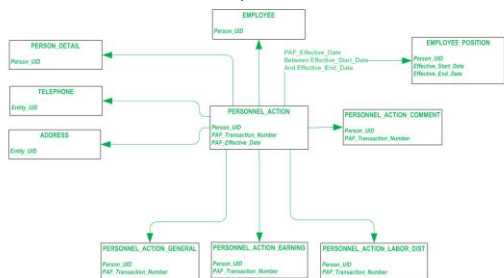 EMPLOYEE
Person_UID
PERSON_DETAIL
Person_UID
PAF_Effective_Date
Between Effective_Start_Date
And Effective_End_Date
EMPLOYEE_POSITION
Person_UID
Effective_Start_Date
Effective_End_Date
TELEPHONE
Entity_UID
PERSONNEL_ACTION
Person_UID
PAF_Transaction_Number
PAF_Effective_Date
PERSONNEL_ACTION_COMMENT
Person_UID
PAF_Transaction_Number
ADDRESS
Entity_UID
PERSONNEL_ACTION_GENERAL
Person_UID
PAF_Transaction_Number
PERSONNEL_ACTION_EARNING
Person_UID
PAF_Transaction_Number
PERSONNEL_ACTION_LABOR_DIST
Person_UID
PAF_Transaction_Number